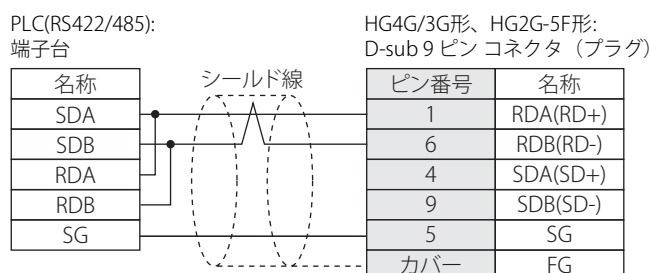 PLC(RS422/485):
端子台
HG4G/3G形、HG2G-5F形:
D-sub 9 ピン コネクタ（プラグ）
名称
シールド線
ピン番号 名称
SDA 1 RDA(RD+)
SDB 6 RDB(RD-)
RDA 4 SDA(SD+)
RDB 9 SDB(SD-)
SG 5 SG
カバー FG